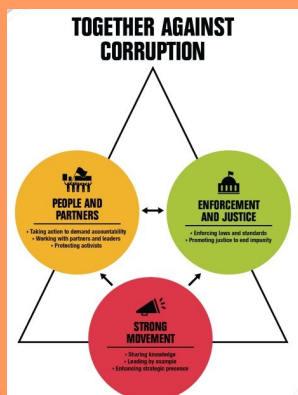 TOGETHER AGAINST
CORRUPTION
PEOPLE AND
PARTNERS
• Taking action to demand accountability
• Working with partners and leaders
• Protecting activists
ENFORCEMENT
AND JUSTICE
• Enforcing laws and standards
• Promoting justice to end impunity
STRONG
MOVEMENT
• Sharing knowledge
• Leading by example
• Enhancing strategic presence